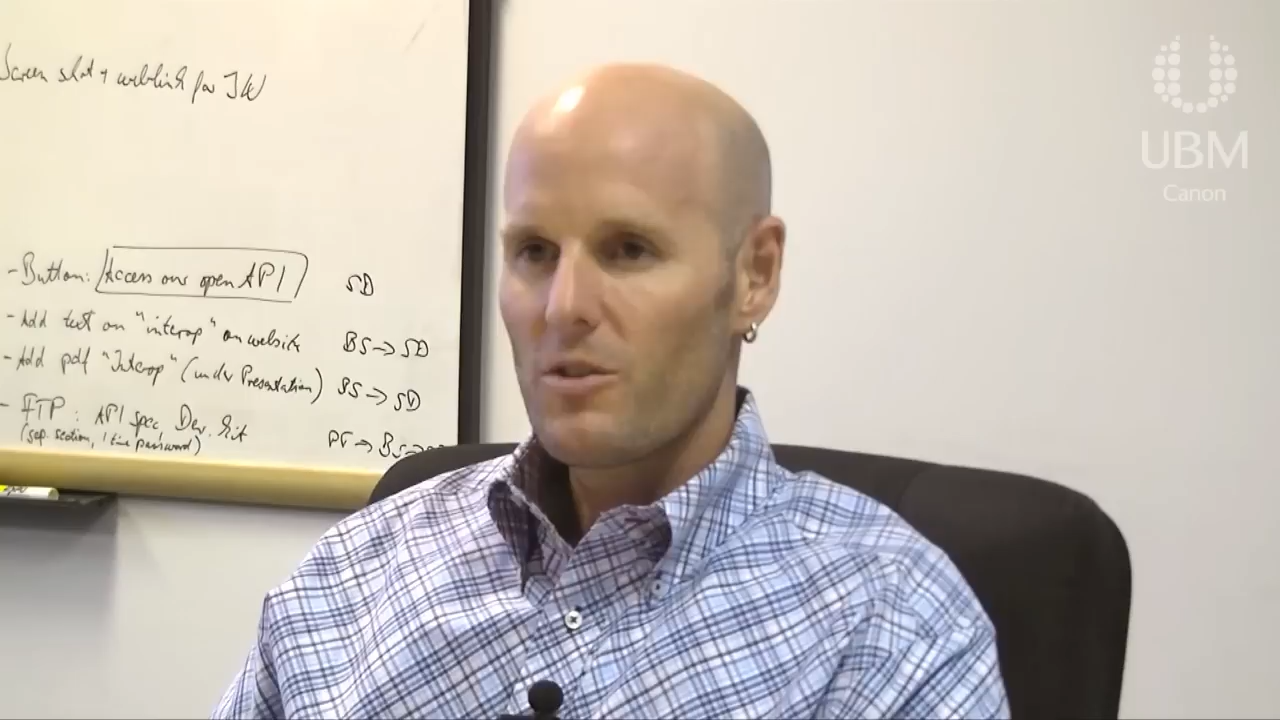 Screen shot + weblink for JW
- Button: Access our open API SD
- Add text on "interop" on website BS → SD
- Add pdf "Interop" (under Presentation) BS → SD
- FTP: API spec, Dev. Kit
(sep. section, 1 time password) → BS →
UBM
Canon